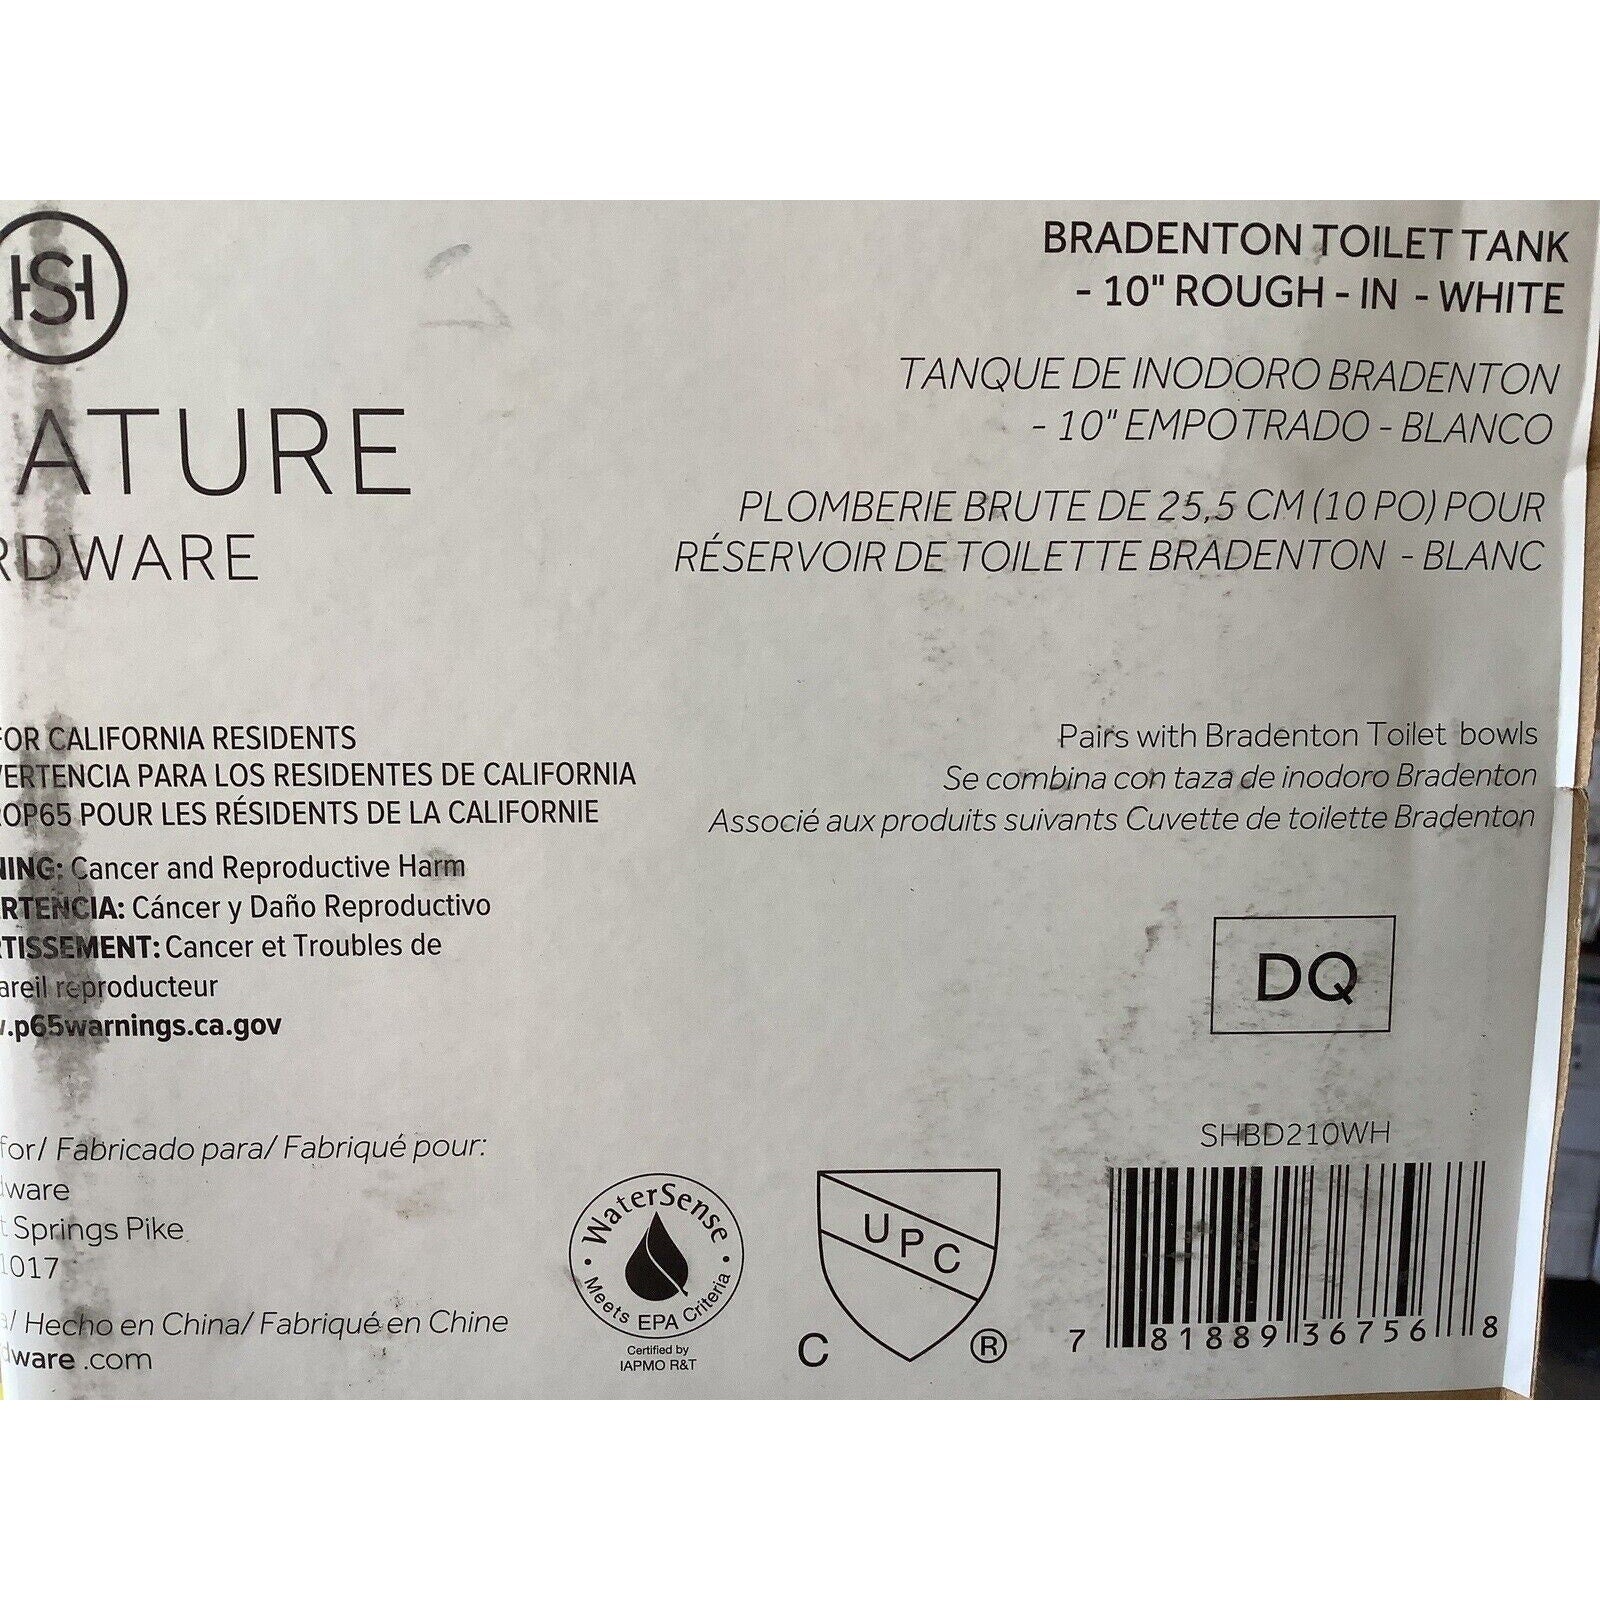 HSH
ATURE
RDWARE
BRADENTON TOILET TANK
- 10" ROUGH - IN - WHITE
TANQUE DE INODORO BRADENTON
- 10" EMPOTRADO - BLANCO
PLOMBERIE BRUTE DE 25,5 CM (10 PO) POUR
RÉSERVOIR DE TOILETTE BRADENTON - BLANC
FOR CALIFORNIA RESIDENTS
VERTENCIA PARA LOS RESIDENTES DE CALIFORNIA
ROP65 POUR LES RÉSIDENTS DE LA CALIFORNIE
NING: Cancer and Reproductive Harm
RTENCIA: Cáncer y Daño Reproductivo
RTISSEMENT: Cancer et Troubles de
areil reproducteur
w.p65warnings.ca.gov
Pairs with Bradenton Toilet bowls
Se combina con taza de inodoro Bradenton
Associé aux produits suivants Cuvette de toilette Bradenton
DQ
for/ Fabricado para/ Fabriqué pour:
dware
t Springs Pike
1017
a/ Hecho en China/ Fabriqué en Chine
dware .com
WaterSense
Meets EPA Criteria
Certified by
IAPMO R&T
UPC
C ®
SHBD210WH
7 81889 36756 8